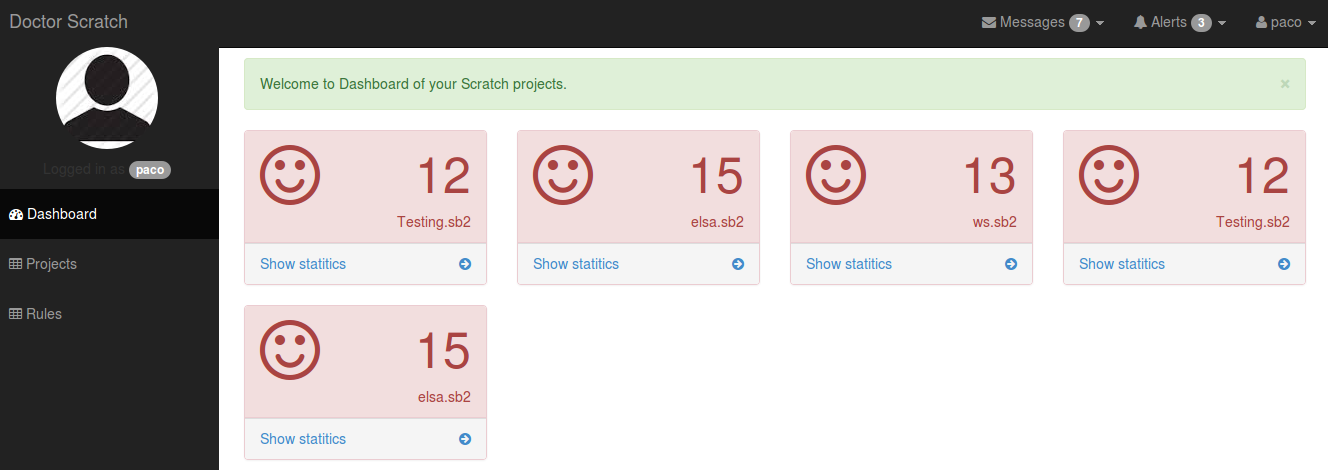 Doctor Scratch
Messages 7
Alerts 3
paco
Logged in as paco
Dashboard
Projects
Rules
Welcome to Dashboard of your Scratch projects. ×
12
Testing.sb2
Show statitics
15
elsa.sb2
Show statitics
13
ws.sb2
Show statitics
12
Testing.sb2
Show statitics
15
elsa.sb2
Show statitics